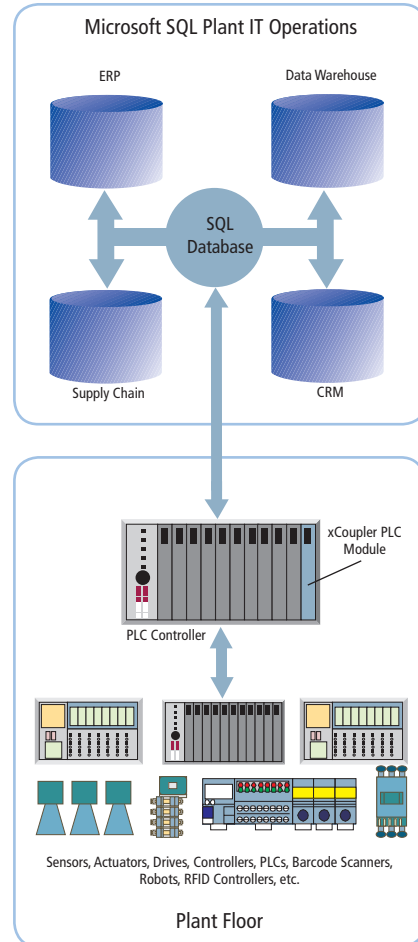 Microsoft SQL Plant IT Operations
ERP
Data Warehouse
SQL
Database
Supply Chain
CRM
xCoupler PLC
Module
PLC Controller
Sensors, Actuators, Drives, Controllers, PLCs, Barcode Scanners,
Robots, RFID Controllers, etc.
Plant Floor